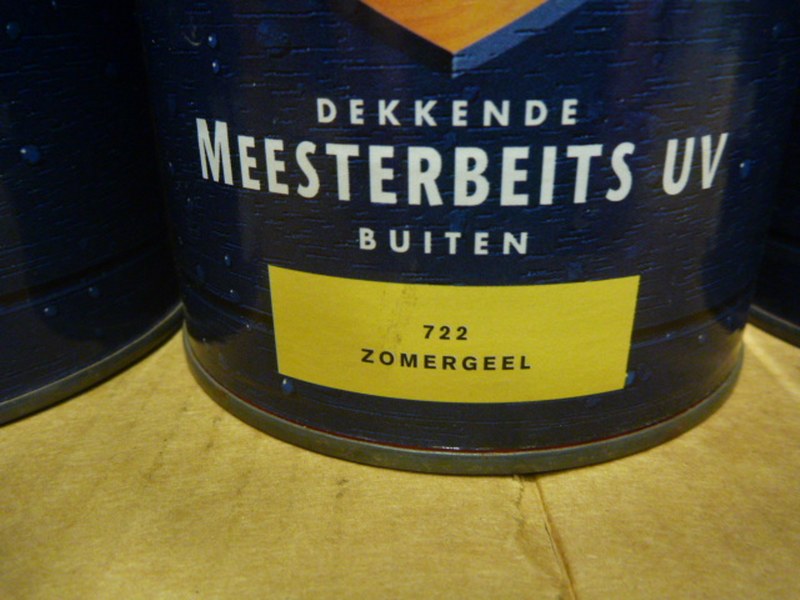 DEKKENDE
MEESTERBEITS UV
BUITEN
722
ZOMERGEEL